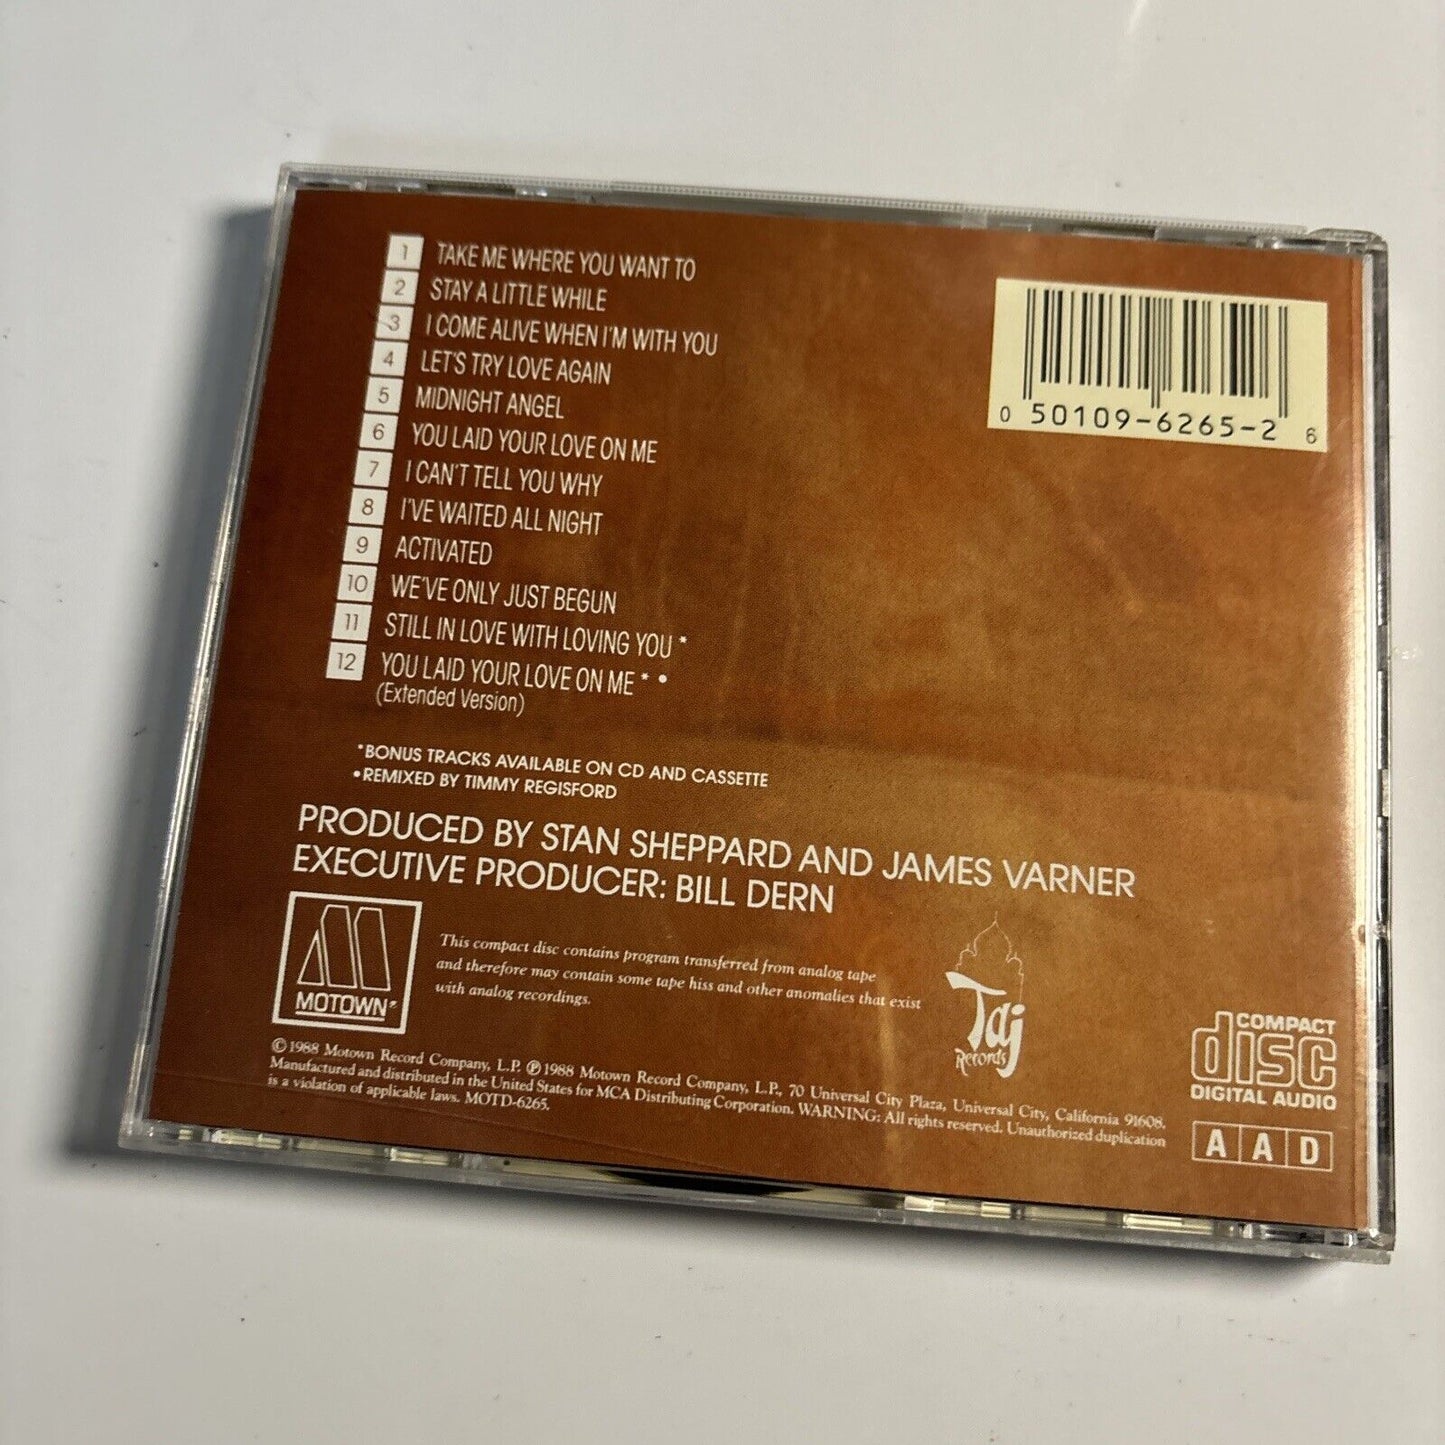 1 TAKE ME WHERE YOU WANT TO
2 STAY A LITTLE WHILE
3 I COME ALIVE WHEN I'M WITH YOU
4 LET'S TRY LOVE AGAIN
5 MIDNIGHT ANGEL
6 YOU LAID YOUR LOVE ON ME
7 I CAN'T TELL YOU WHY
8 I'VE WAITED ALL NIGHT
9 ACTIVATED
10 WE'VE ONLY JUST BEGUN
11 STILL IN LOVE WITH LOVING YOU *
12 YOU LAID YOUR LOVE ON ME * •
(Extended Version)
0 50109-6265-2 6
*BONUS TRACKS AVAILABLE ON CD AND CASSETTE
•REMIXED BY TIMMY REGISFORD
PRODUCED BY STAN SHEPPARD AND JAMES VARNER
EXECUTIVE PRODUCER: BILL DERN
MOTOWN
This compact disc contains program transferred from analog tape
and therefore may contain some tape hiss and other anomalies that exist
with analog recordings.
Taj
Records
COMPACT
disc
DIGITAL AUDIO
A A D
©1988 Motown Record Company, L.P. ℗1988 Motown Record Company, L.P., 70 Universal City Plaza, Universal City, California 91608.
Manufactured and distributed in the United States for MCA Distributing Corporation. WARNING: All rights reserved. Unauthorized duplication
is a violation of applicable laws. MOTD-6265.